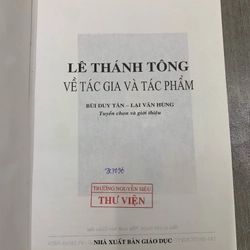 LÊ THÁNH TÔNG
VỀ TÁC GIA VÀ TÁC PHẨM
BÙI DUY TÂN – LẠI VĂN HÙNG
Tuyển chọn và giới thiệu
TRƯỜNG NGUYỄN SIÊU
THƯ VIỆN
NHÀ XUẤT BẢN GIÁO DỤC